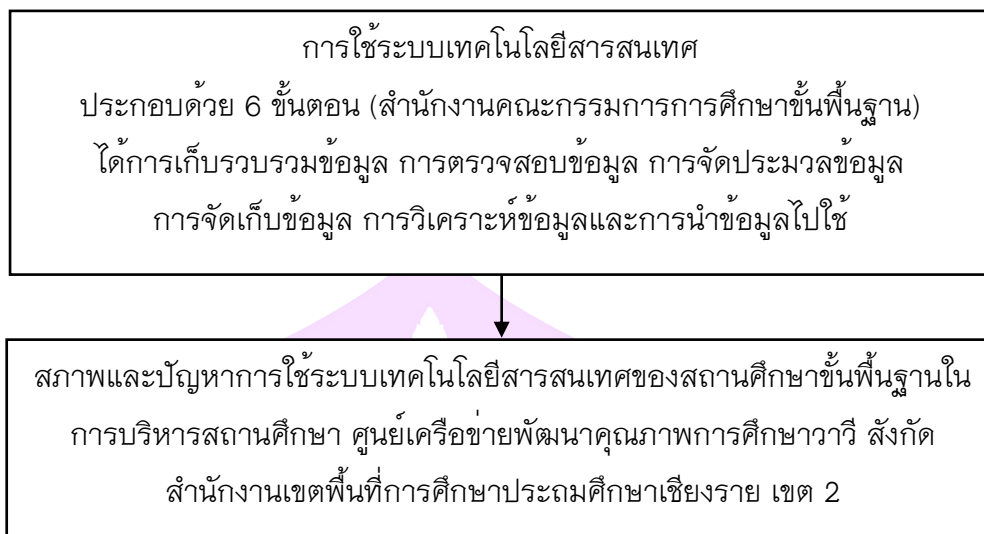 การใช้ระบบเทคโนโลยีสารสนเทศ
ประกอบด้วย 6 ขั้นตอน (สำนักงานคณะกรรมการการศึกษาขั้นพื้นฐาน)
ได้การเก็บรวบรวมข้อมูล การตรวจสอบข้อมูล การจัดประมวลข้อมูล
การจัดเก็บข้อมูล การวิเคราะห์ข้อมูลและการนำข้อมูลไปใช้
สภาพและปัญหาการใช้ระบบเทคโนโลยีสารสนเทศของสถานศึกษาขั้นพื้นฐานใน
การบริหารสถานศึกษา ศูนย์เครือข่ายพัฒนาคุณภาพการศึกษาวาวี สังกัด
สำนักงานเขตพื้นที่การศึกษาประถมศึกษาเชียงราย เขต 2